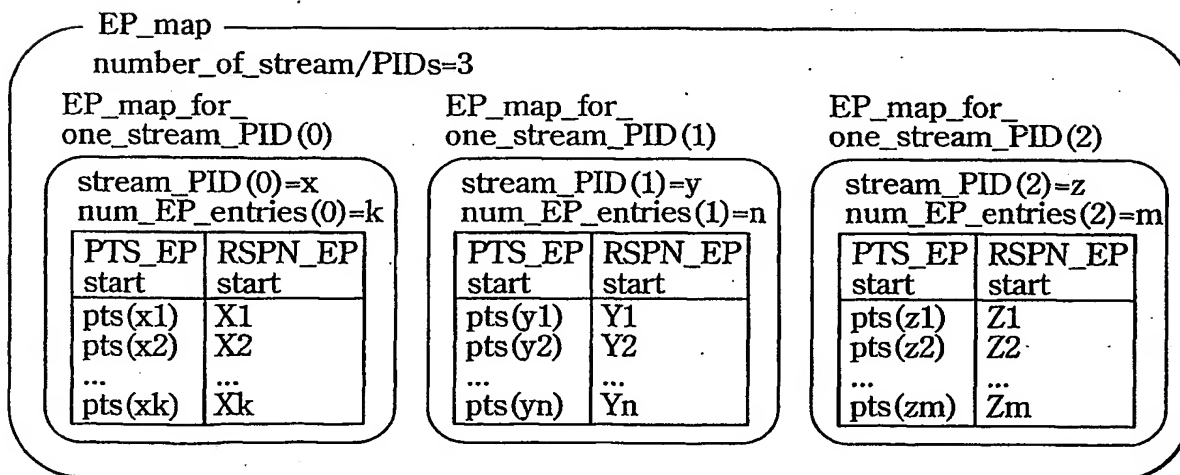 EP_map
number_of_stream/PIDs=3
EP_map_for_
one_stream_PID(0)
stream_PID(0)=x
num_EP_entries(0)=k
PTS_EP RSPN_EP
start start
pts(x1) X1
pts(x2) X2
... ...
pts(xk) Xk
EP_map_for_
one_stream_PID(1)
stream_PID(1)=y
num_EP_entries(1)=n
PTS_EP RSPN_EP
start start
pts(y1) Y1
pts(y2) Y2
... ...
pts(yn) Yn
EP_map_for_
one_stream_PID(2)
stream_PID(2)=z
num_EP_entries(2)=m
PTS_EP RSPN_EP
start start
pts(z1) Z1
pts(z2) Z2
... ...
pts(zm) Zm